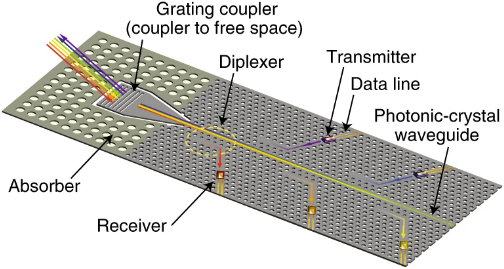 Grating coupler
(coupler to free space)
Diplexer
Transmitter
Data line
Photonic-crystal
waveguide
Absorber
Receiver